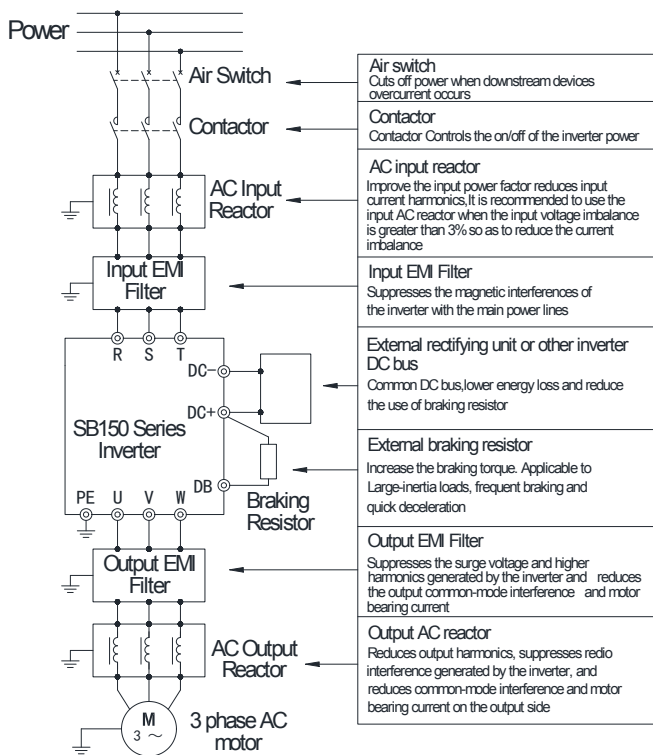 Power
Air Switch
Contactor
AC Input
Reactor
Input EMI
Filter
R S T
DC-
DC+
SB150 Series
Inverter
DB
PE U V W
Braking
Resistor
Output EMI
Filter
AC Output
Reactor
M
3 ~
3 phase AC
motor
Air switch
Cuts off power when downstream devices
overcurrent occurs
Contactor
Contactor Controls the on/off of the inverter power
AC input reactor
Improve the input power factor reduces input
current harmonics,It is recommended to use the
input AC reactor when the input voltage imbalance
is greater than 3% so as to reduce the current
imbalance
Input EMI Filter
Suppresses the magnetic interferences of
the inverter with the main power lines
External rectifying unit or other inverter
DC bus
Common DC bus,lower energy loss and reduce
the use of braking resistor
External braking resistor
Increase the braking torque. Applicable to
Large-inertia loads, frequent braking and
quick deceleration
Output EMI Filter
Suppresses the surge voltage and higher
harmonics generated by the inverter and reduces
the output common-mode interference and motor
bearing current
Output AC reactor
Reduces output harmonics, suppresses redio
interference generated by the inverter, and
reduces common-mode interference and motor
bearing current on the output side